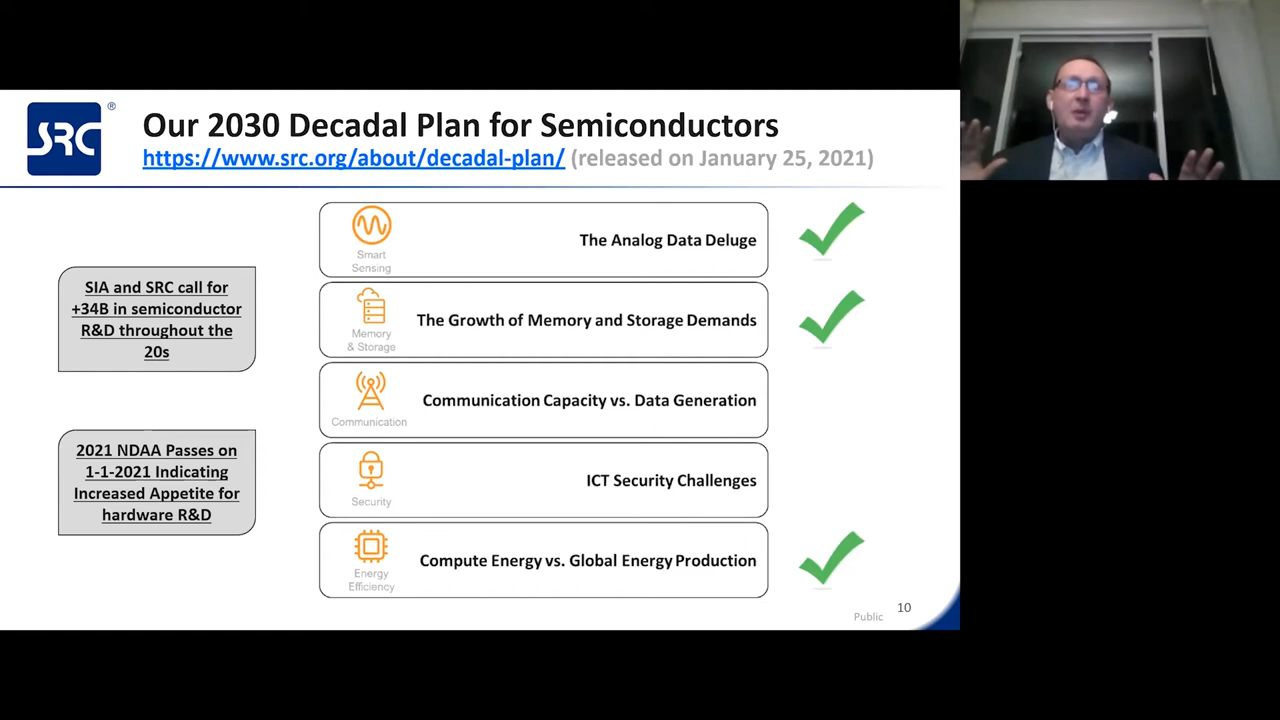 SRC
®
Our 2030 Decadal Plan for Semiconductors
https://www.src.org/about/decadal-plan/ (released on January 25, 2021)
SIA and SRC call for
+34B in semiconductor
R&D throughout the
20s
2021 NDAA Passes on
1-1-2021 Indicating
Increased Appetite for
hardware R&D
Smart
Sensing
The Analog Data Deluge
Memory
& Storage
The Growth of Memory and Storage Demands
Communication
Communication Capacity vs. Data Generation
Security
ICT Security Challenges
Energy
Efficiency
Compute Energy vs. Global Energy Production
Public
10